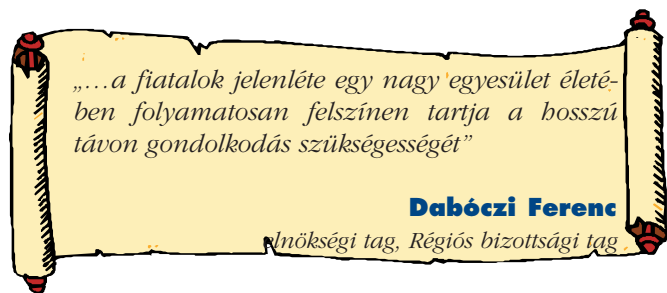 „…a fiatalok jelenléte egy nagy egyesület életé-
ben folyamatosan felszínen tartja a hosszú
távon gondolkodás szükségességét”
Dabóczi Ferenc
elnökségi tag, Régiós bizottsági tag